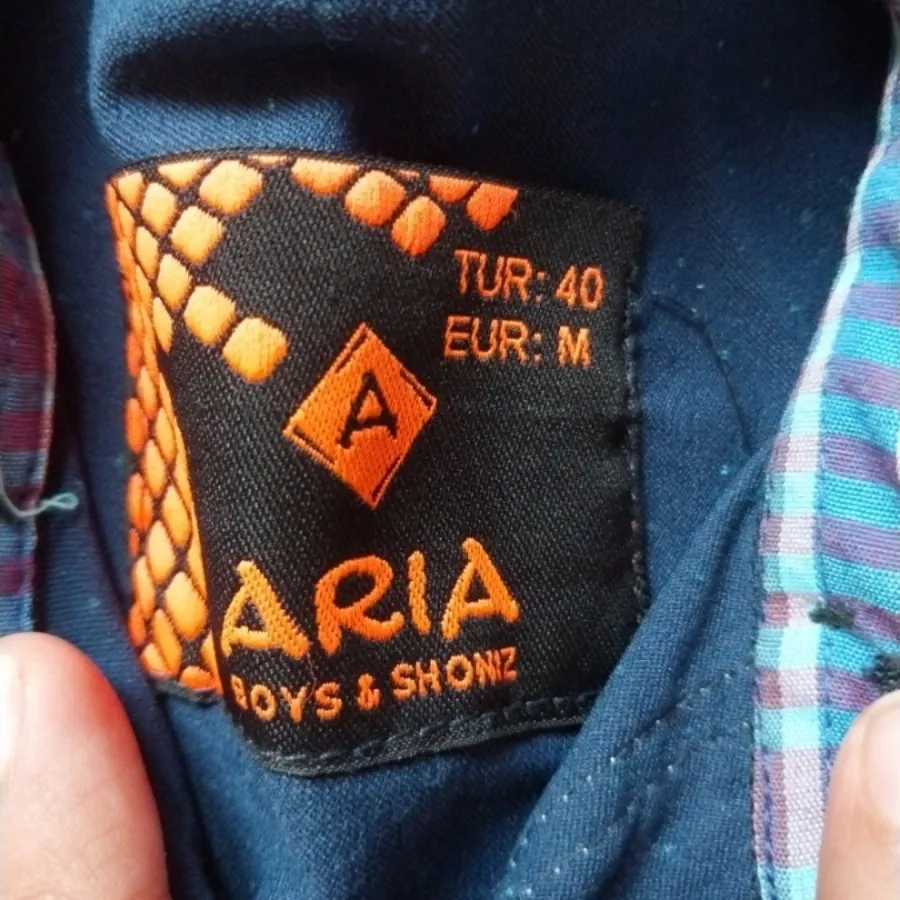 TUR: 40
EUR: M
A
ARIA
BOYS & SHONIZ